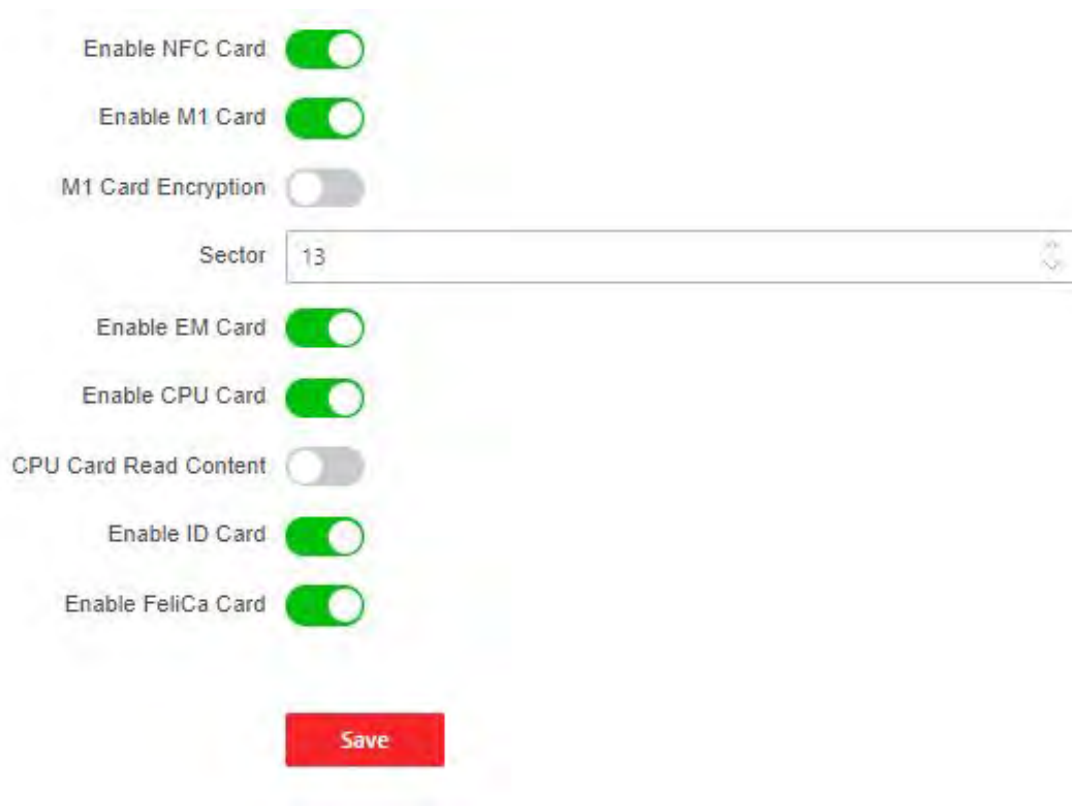 Enable NFC Card
Enable M1 Card
M1 Card Encryption
Sector 13
Enable EM Card
Enable CPU Card
CPU Card Read Content
Enable ID Card
Enable FeliCa Card
Save